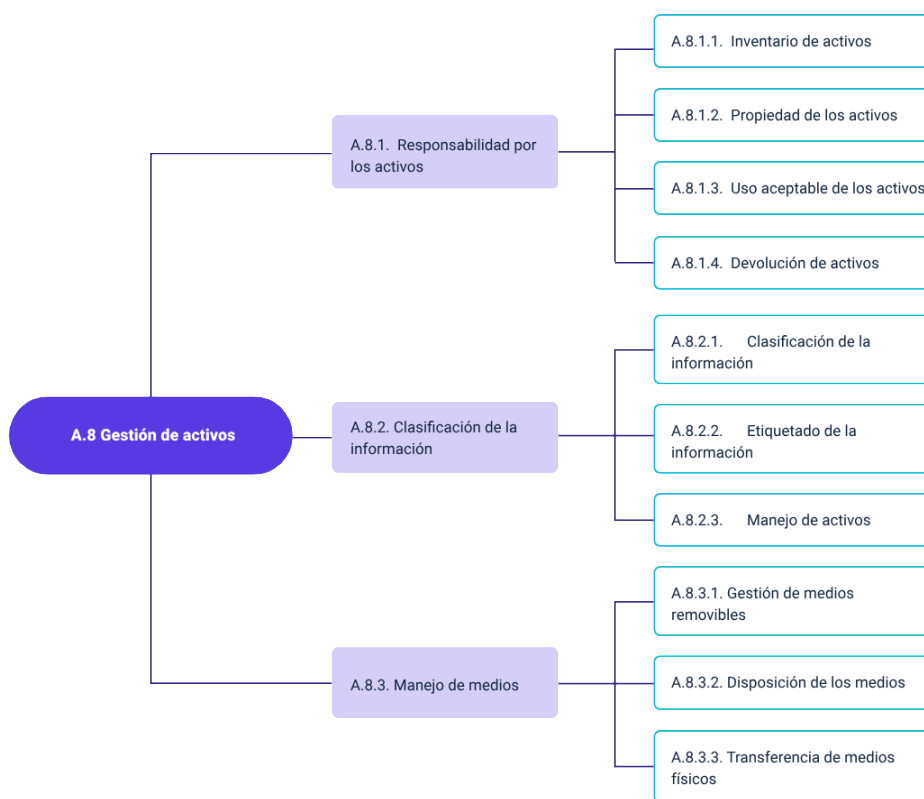 A.8 Gestión de activos
A.8.1. Responsabilidad por
los activos
A.8.1.1. Inventario de activos
A.8.1.2. Propiedad de los activos
A.8.1.3. Uso aceptable de los activos
A.8.1.4. Devolución de activos
A.8.2. Clasificación de la
información
A.8.2.1. Clasificación de la
información
A.8.2.2. Etiquetado de la
información
A.8.2.3. Manejo de activos
A.8.3. Manejo de medios
A.8.3.1. Gestión de medios
removibles
A.8.3.2. Disposición de los medios
A.8.3.3. Transferencia de medios
físicos